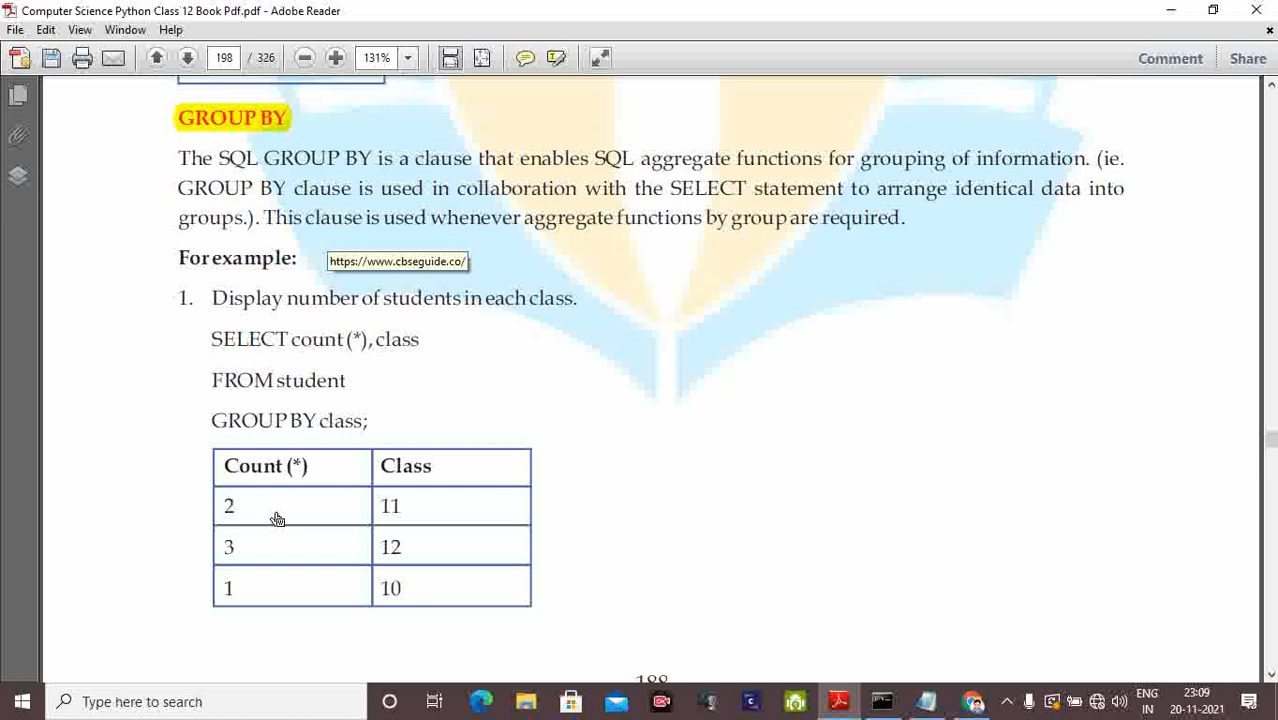 Computer Science Python Class 12 Book Pdf.pdf - Adobe Reader
File Edit View Window Help
198 / 326 131% Comment Share
GROUP BY
The SQL GROUP BY is a clause that enables SQL aggregate functions for grouping of information. (ie.
GROUP BY clause is used in collaboration with the SELECT statement to arrange identical data into
groups.). This clause is used whenever aggregate functions by group are required.
For example:
https://www.cbseguide.co/
1. Display number of students in each class.
SELECT count (*), class
FROM student
GROUP BY class;
Count (*) Class
2 11
3 12
1 10
188
Type here to search
ENG 23:09
IN 20-11-2021